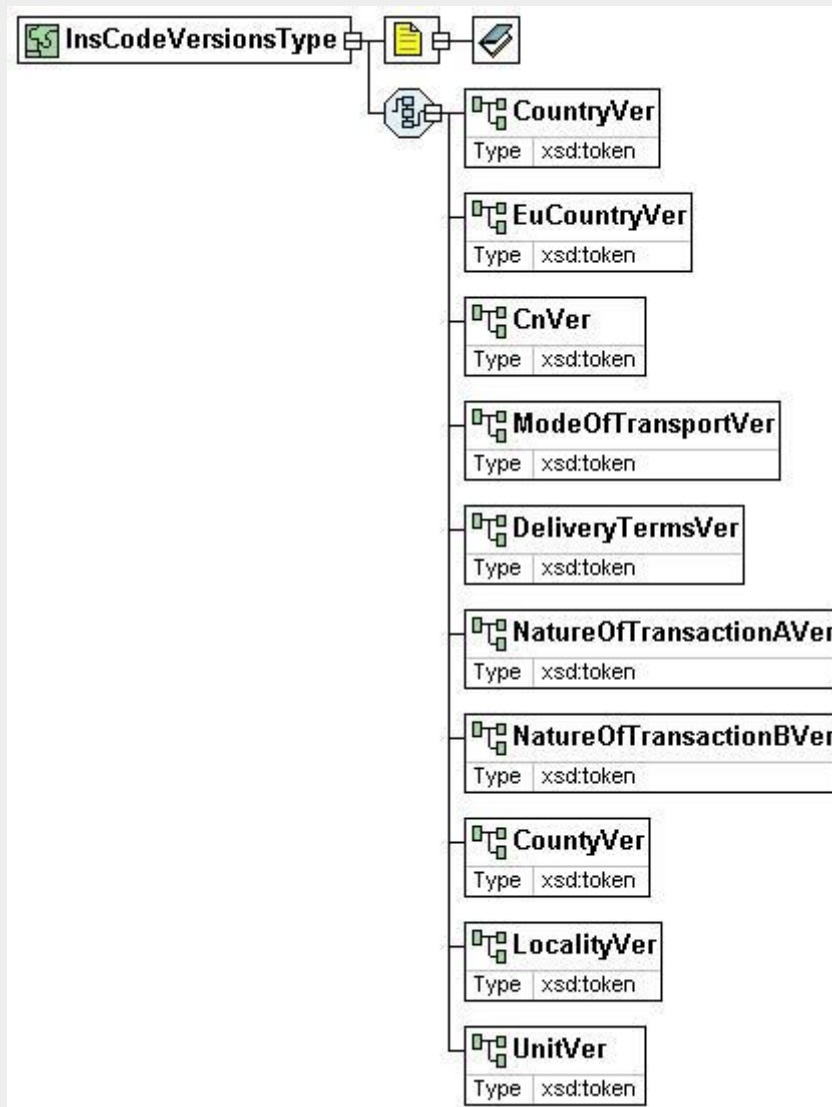 InsCodeVersionsType
CountryVer
Type xsd:token
EuCountryVer
Type xsd:token
CnVer
Type xsd:token
ModeOfTransportVer
Type xsd:token
DeliveryTermsVer
Type xsd:token
NatureOfTransactionAVer
Type xsd:token
NatureOfTransactionBVer
Type xsd:token
CountyVer
Type xsd:token
LocalityVer
Type xsd:token
UnitVer
Type xsd:token